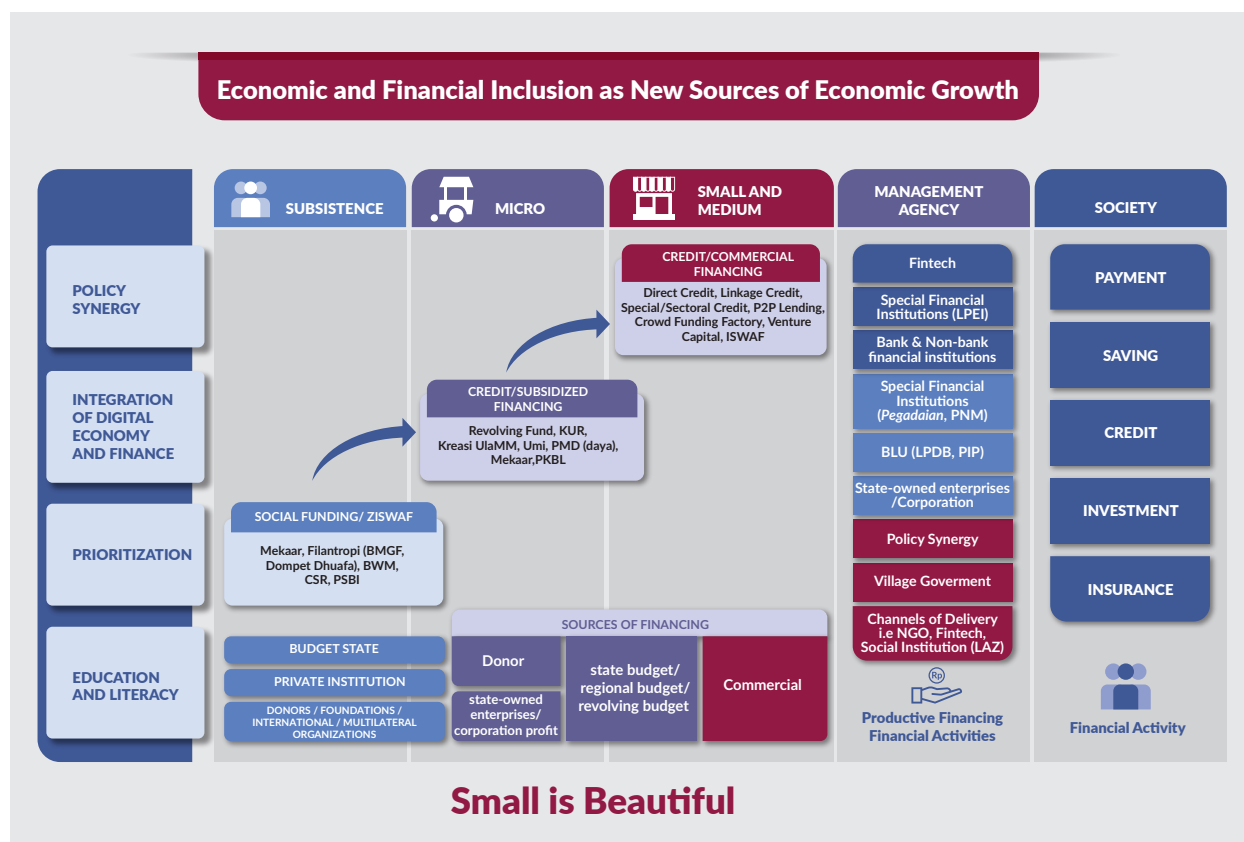 Economic and Financial Inclusion as New Sources of Economic Growth
POLICY
SYNERGY
INTEGRATION
OF DIGITAL
ECONOMY
AND FINANCE
PRIORITIZATION
EDUCATION
AND LITERACY
SUBSISTENCE
SOCIAL FUNDING/ ZISWAF
Mekaar, Filantropi (BMGF,
Dompet Dhuafa), BWM,
CSR, PSBI
BUDGET STATE
PRIVATE INSTITUTION
DONORS / FOUNDATIONS /
INTERNATIONAL / MULTILATERAL
ORGANIZATIONS
MICRO
CREDIT/SUBSIDIZED
FINANCING
Revolving Fund, KUR,
Kreasi UlaMM, Umi, PMD (daya),
Mekaar,PKBL
SMALL AND
MEDIUM
CREDIT/COMMERCIAL
FINANCING
Direct Credit, Linkage Credit,
Special/Sectoral Credit, P2P Lending,
Crowd Funding Factory, Venture
Capital, ISWAF
SOURCES OF FINANCING
Donor
state-owned
enterprises/
corporation profit
state budget/
regional budget/
revolving budget
Commercial
MANAGEMENT
AGENCY
Fintech
Special Financial
Institutions (LPEI)
Bank & Non-bank
financial institutions
Special Financial
Institutions
(Pegadaian, PNM)
BLU (LPDB, PIP)
State-owned enterprises
/Corporation
Policy Synergy
Village Goverment
Channels of Delivery
i.e NGO, Fintech,
Social Institution (LAZ)
Rp
Productive Financing
Financial Activities
SOCIETY
PAYMENT
SAVING
CREDIT
INVESTMENT
INSURANCE
Financial Activity
Small is Beautiful